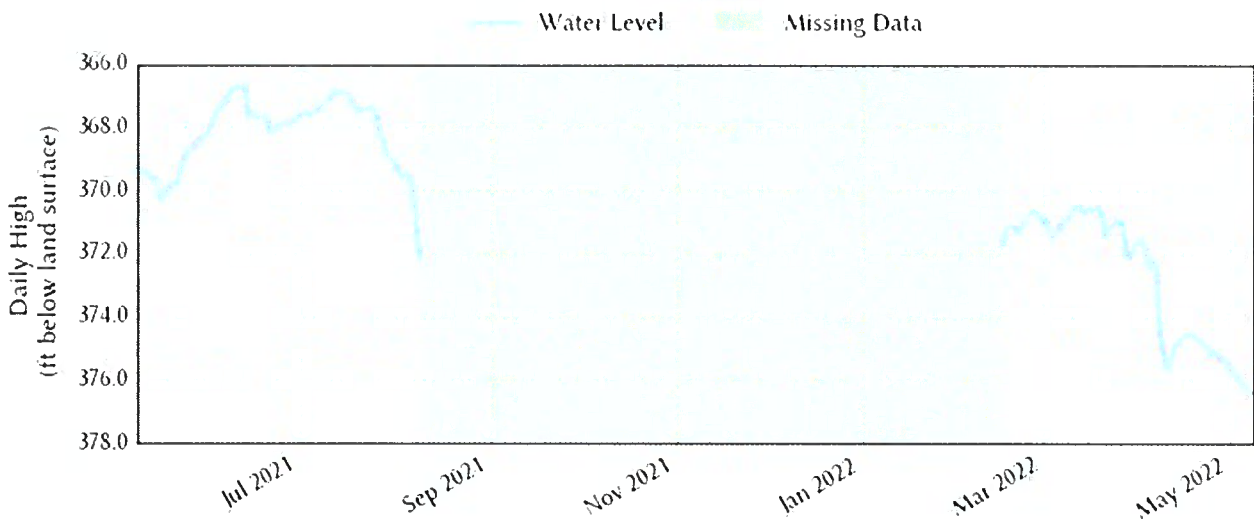 Water Level Missing Data
366.0
368.0
370.0
372.0
374.0
376.0
378.0
Daily High
(ft below land surface)
Jul 2021
Sep 2021
Nov 2021
Jan 2022
Mar 2022
May 2022